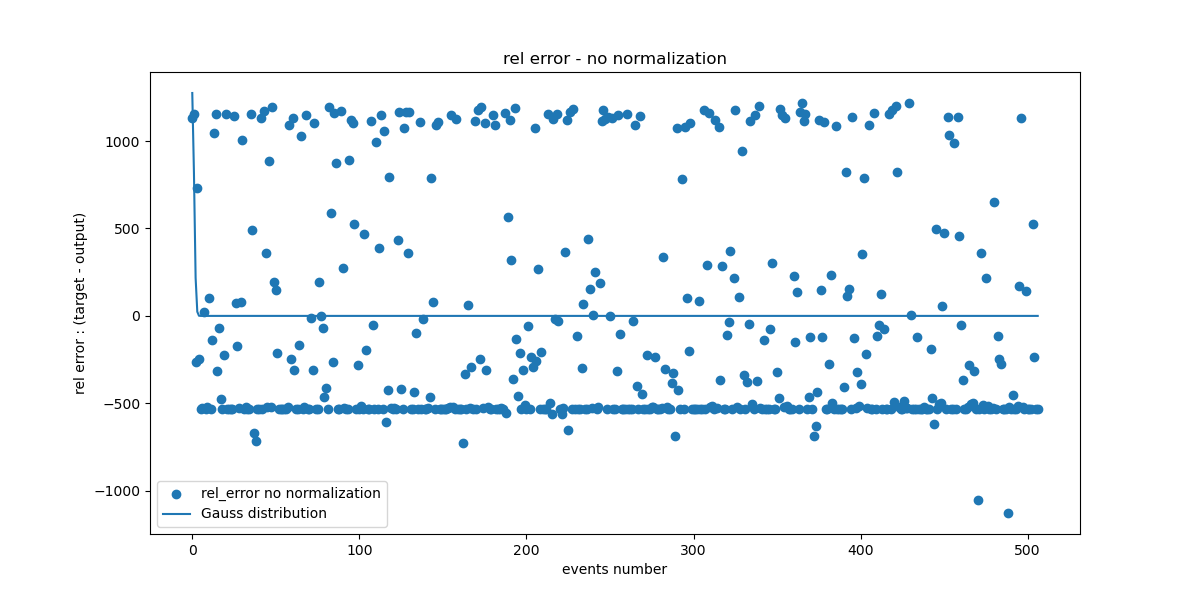 rel error - no normalization
rel error : (target - output)
1000
500
0
−500
−1000
rel_error no normalization
Gauss distribution
0 100 200 300 400 500
events number